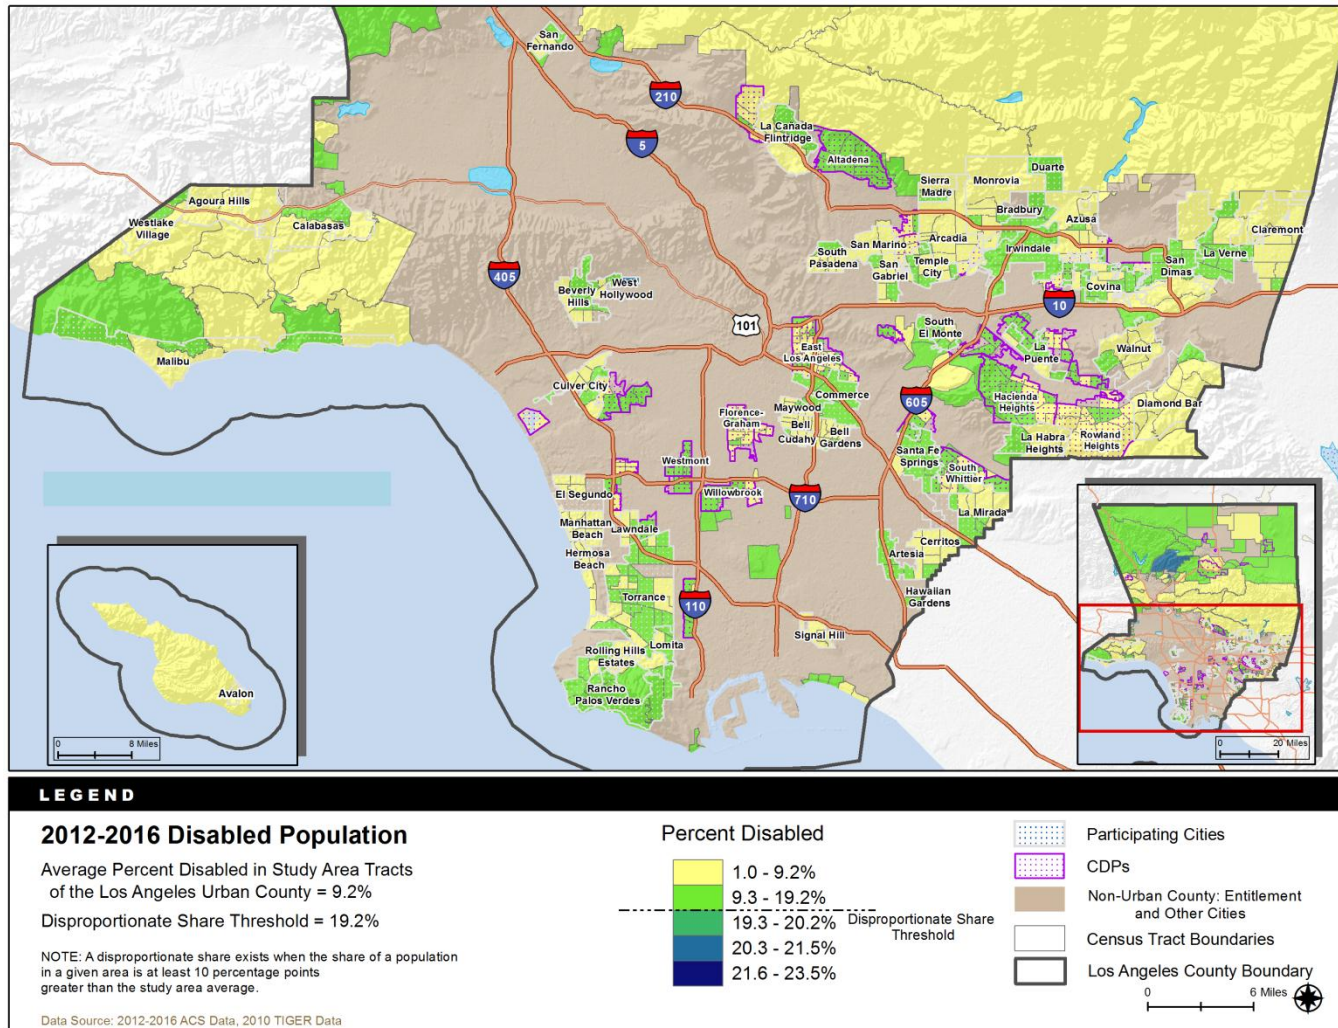 San
Fernando
210
5
La Cañada
Flintridge
Altadena
Duarte
Sierra
Madre
Monrovia
Bradbury
Azusa
Claremont
Agoura Hills
Westlake
Village
Calabasas
San Marino
Arcadia
Irwindale
South
Pasadena
San
Gabriel
Temple
City
San
Dimas
La Verne
405
Beverly
Hills
West
Hollywood
Covina
10
101
South
El Monte
East
Los Angeles
La
Puente
Walnut
Malibu
Culver City
Commerce
605
Hacienda
Heights
Diamond Bar
Maywood
Bell
Cudahy
Bell
Gardens
Florence-
Graham
La Habra
Heights
Rowland
Heights
Santa Fe
Springs
South
Whittier
Westmont
El Segundo
Willowbrook
710
La Mirada
Manhattan
Beach
Lawndale
Hermosa
Beach
Cerritos
Artesia
Hawaiian
Gardens
Torrance
110
Signal Hill
Lomita
Rolling Hills
Estates
Rancho
Palos Verdes
Avalon
0 8 Miles
0 20 Miles
LEGEND
2012-2016 Disabled Population
Average Percent Disabled in Study Area Tracts
of the Los Angeles Urban County = 9.2%
Disproportionate Share Threshold = 19.2%
NOTE: A disproportionate share exists when the share of a population
in a given area is at least 10 percentage points
greater than the study area average.
Data Source: 2012-2016 ACS Data, 2010 TIGER Data
Percent Disabled
1.0 - 9.2%
9.3 - 19.2%
19.3 - 20.2%
20.3 - 21.5%
21.6 - 23.5%
Disproportionate Share
Threshold
Participating Cities
CDPs
Non-Urban County: Entitlement
and Other Cities
Census Tract Boundaries
Los Angeles County Boundary
0 6 Miles